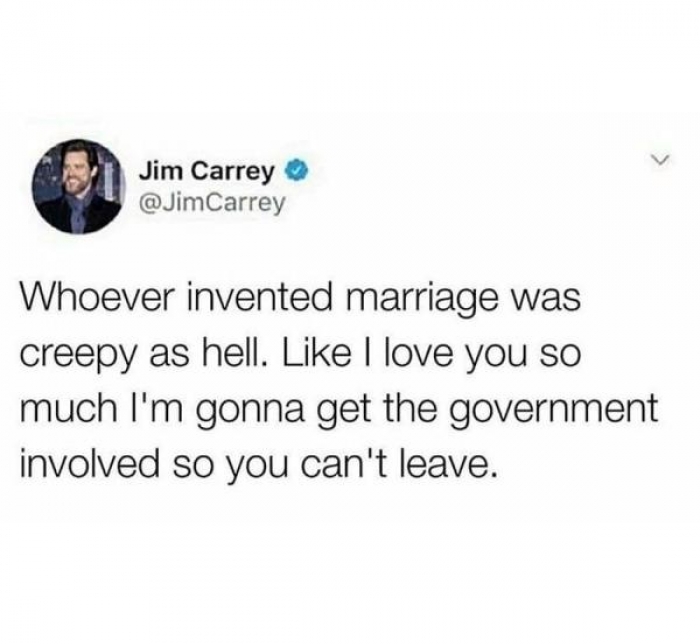 Jim Carrey
@JimCarrey
Whoever invented marriage was
creepy as hell. Like I love you so
much I'm gonna get the government
involved so you can't leave.